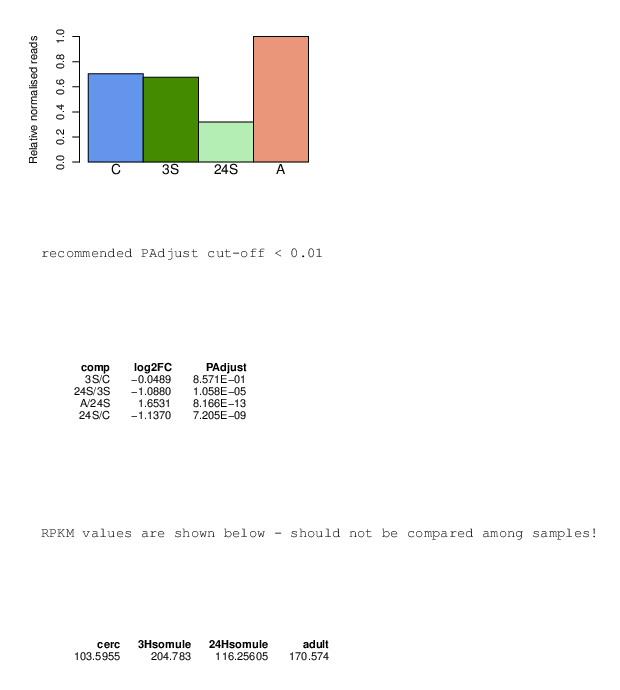 Relative normalised reads
1.0
0.8
0.6
0.4
0.2
0.0
C 3S 24S A
recommended PAdjust cut-off < 0.01
comp log2FC PAdjust
3S/C −0.0489 8.571E−01
24S/3S −1.0880 1.058E−05
A/24S 1.6531 8.166E−13
24S/C −1.1370 7.205E−09
RPKM values are shown below - should not be compared among samples!
cerc 3Hsomule 24Hsomule adult
103.5955 204.783 116.25605 170.574